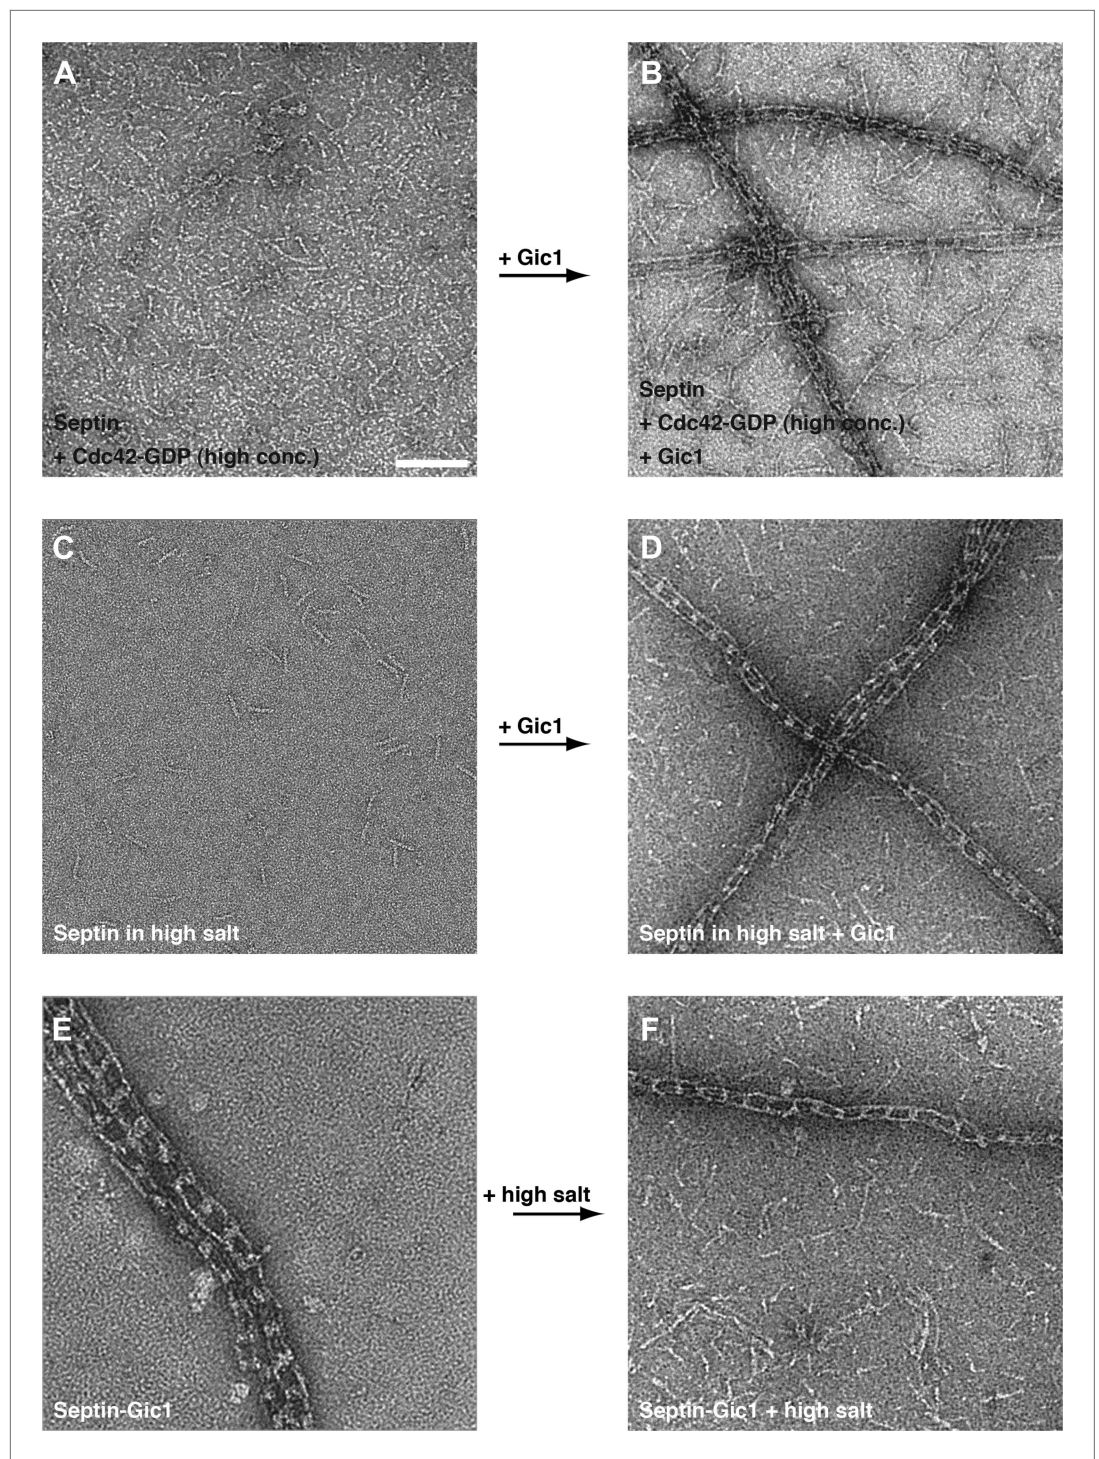 A
B
+ Gic1
Septin
+ Cdc42-GDP (high conc.)
Septin
+ Cdc42-GDP (high conc.)
+ Gic1
C
D
+ Gic1
Septin in high salt
Septin in high salt + Gic1
E
F
+ high salt
Septin-Gic1
Septin-Gic1 + high salt